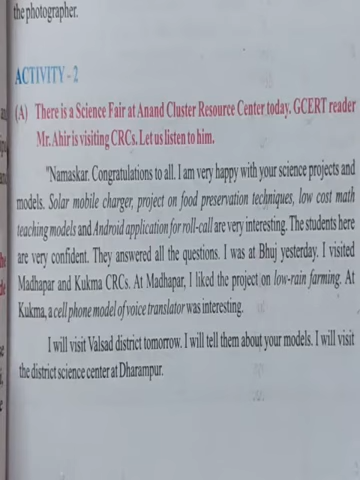 the photographer.
ACTIVITY - 2
(A) There is a Science Fair at Anand Cluster Resource Center today. GCERT reader
Mr. Ahir is visiting CRCs. Let us listen to him.
"Namaskar. Congratulations to all. I am very happy with your science projects and
models. Solar mobile charger, project on food preservation techniques, low cost math
teaching models and Android application for roll-call are very interesting. The students here
are very confident. They answered all the questions. I was at Bhuj yesterday. I visited
Madhapar and Kukma CRCs. At Madhapar, I liked the project on low-rain farming. At
Kukma, a cell phone model of voice translator was interesting.
I will visit Valsad district tomorrow. I will tell them about your models. I will visit
the district science center at Dharampur.